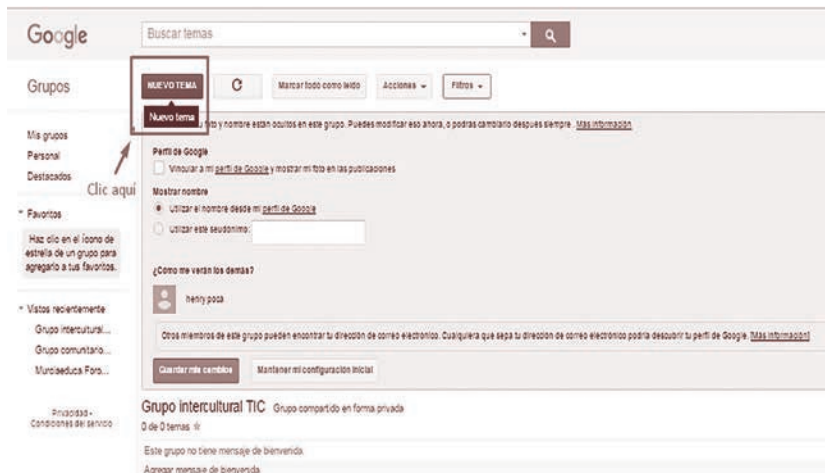 Google
Buscar temas
Grupos
NUEVO TEMA
Marcar todo como leído
Acciones
Filtros
Nuevo tema
foto y nombre están ocultos en este grupo. Puedes modificar eso ahora, o podrás cambiarlo después siempre. Más información
Mis grupos
Personal
Destacados
Clic aquí
Favoritos
Haz clic en el ícono de
estrella de un grupo para
agregarlo a tus favoritos.
Vistos recientemente
Grupo intercultural...
Grupo comunitario...
Murciaeduca Foro...
Privacidad -
Condiciones del servicio
Perfil de Google
Vincular a mi perfil de Google y mostrar mi foto en las publicaciones
Mostrar nombre
Utilizar el nombre desde mi perfil de Google
Utilizar este seudónimo:
¿Cómo me verán los demás?
henry poca
Otros miembros de este grupo pueden encontrar tu dirección de correo electrónico. Cualquiera que sepa tu dirección de correo electrónico podría descubrir tu perfil de Google. [Más información]
Guardar mis cambios
Mantener mi configuración inicial
Grupo intercultural TIC Grupo compartido en forma privada
0 de 0 temas
Este grupo no tiene mensaje de bienvenida.
Agregar mensaje de bienvenida